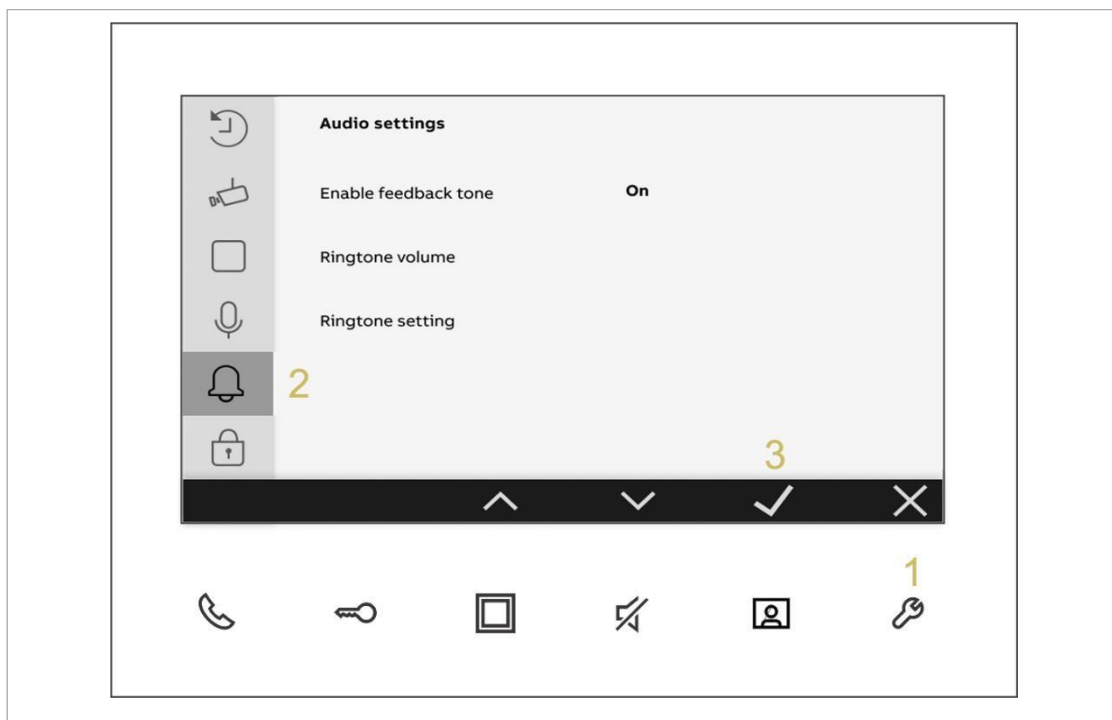 Audio settings
Enable feedback tone On
Ringtone volume
Ringtone setting
2
3
1